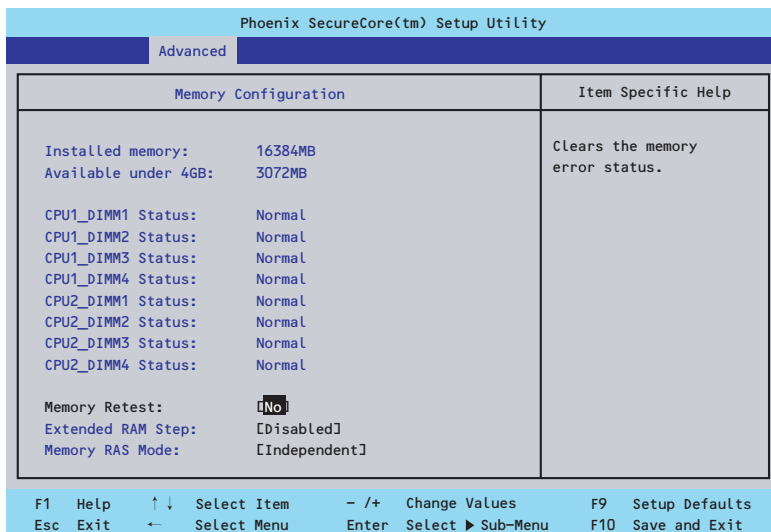 Phoenix SecureCore(tm) Setup Utility
Advanced
Memory Configuration
Item Specific Help
Installed memory: 16384MB
Available under 4GB: 3072MB
CPU1_DIMM1 Status: Normal
CPU1_DIMM2 Status: Normal
CPU1_DIMM3 Status: Normal
CPU1_DIMM4 Status: Normal
CPU2_DIMM1 Status: Normal
CPU2_DIMM2 Status: Normal
CPU2_DIMM3 Status: Normal
CPU2_DIMM4 Status: Normal
Memory Retest: [No]
Extended RAM Step: [Disabled]
Memory RAS Mode: [Independent]
Clears the memory
error status.
F1 Help ↑↓ Select Item - /+ Change Values F9 Setup Defaults
Esc Exit ← Select Menu Enter Select ▶ Sub-Menu F10 Save and Exit